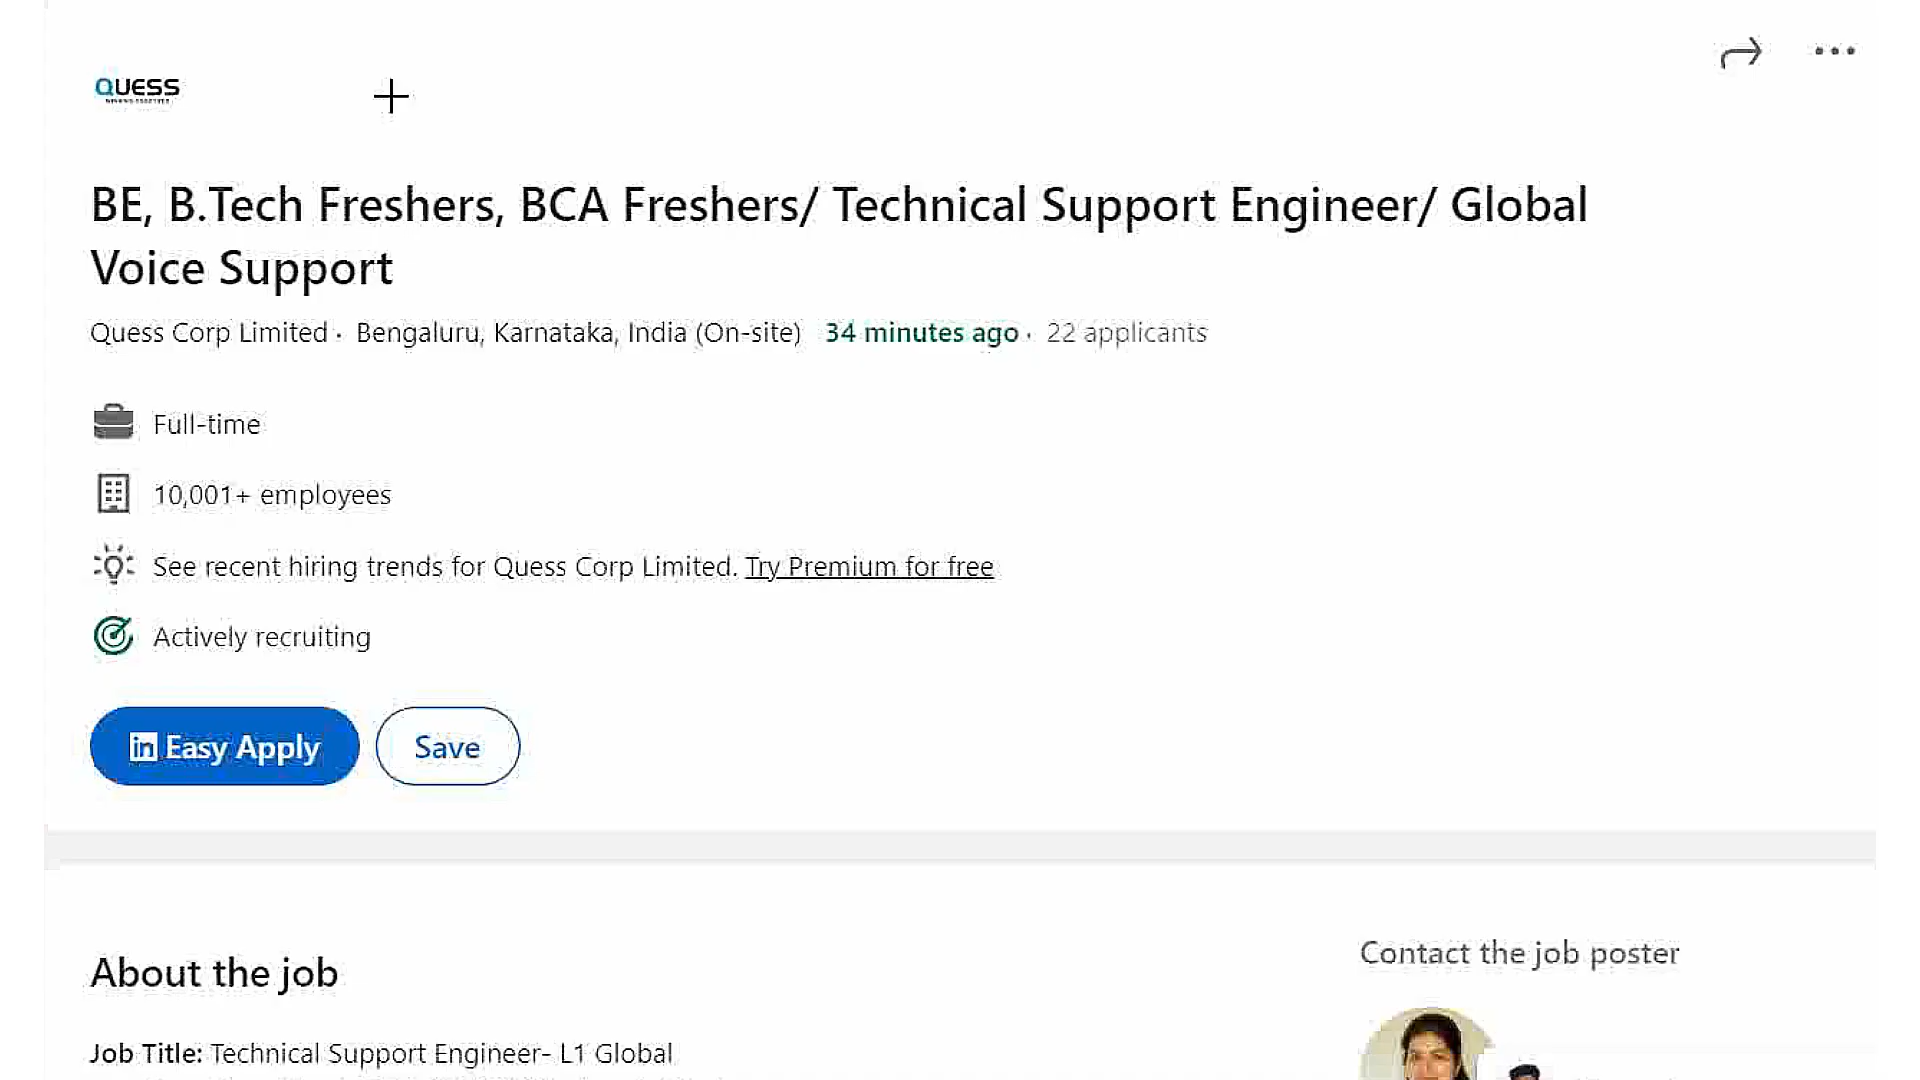 QUESS
BE, B.Tech Freshers, BCA Freshers/ Technical Support Engineer/ Global
Voice Support
Quess Corp Limited · Bengaluru, Karnataka, India (On-site) 34 minutes ago · 22 applicants
Full-time
10,001+ employees
See recent hiring trends for Quess Corp Limited. Try Premium for free
Actively recruiting
in Easy Apply
Save
About the job
Contact the job poster
Job Title: Technical Support Engineer- L1 Global